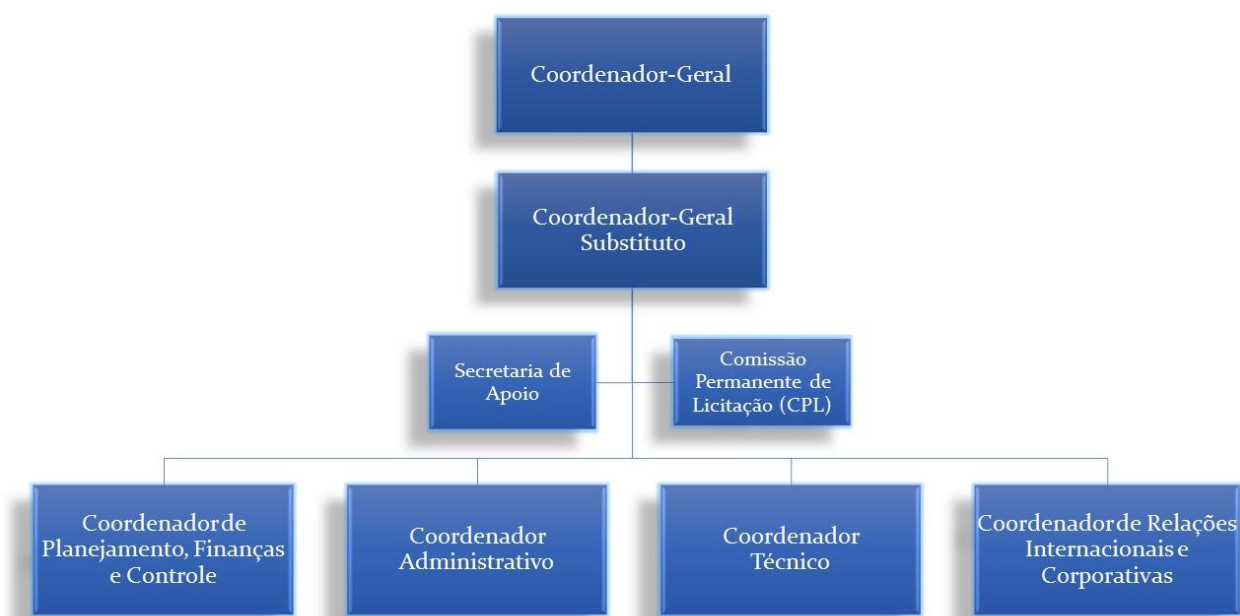 Coordenador-Geral
Coordenador-Geral
Substituto
Secretaria de
Apoio
Comissão
Permanente de
Licitação (CPL)
Coordenador de
Planejamento, Finanças
e Controle
Coordenador
Administrativo
Coordenador
Técnico
Coordenador de Relações
Internacionais e
Corporativas